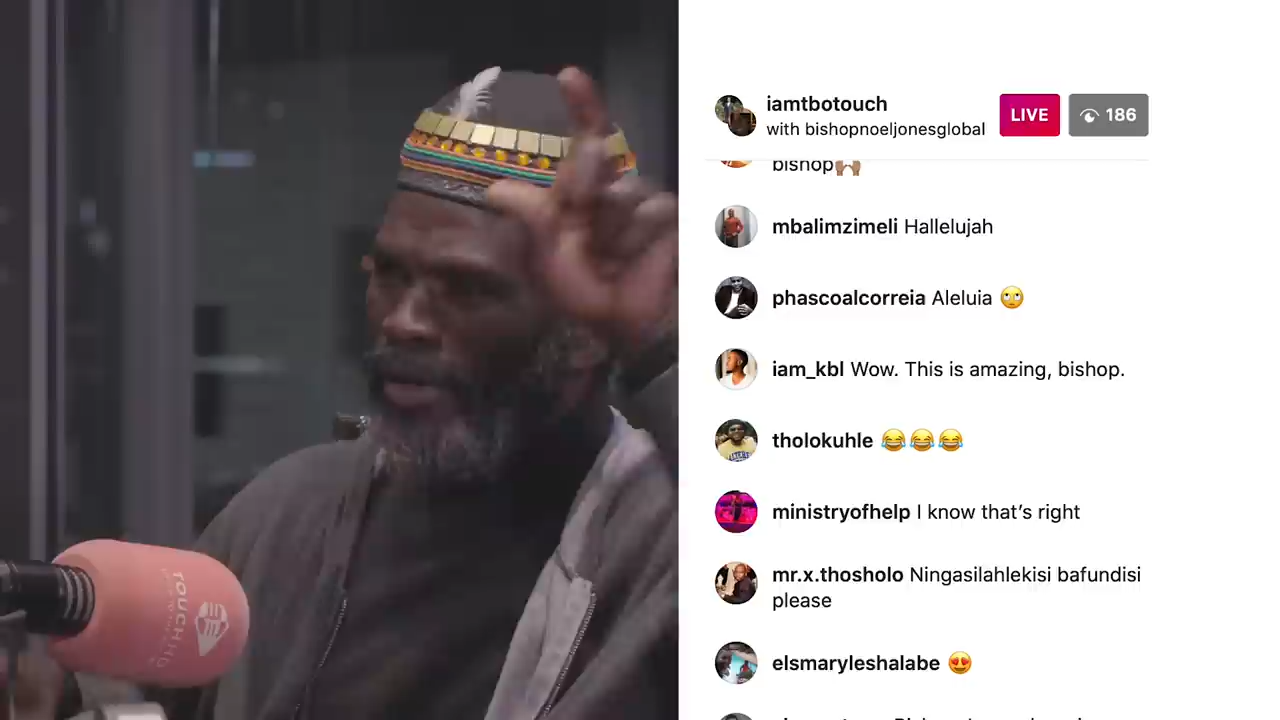 iamtbotouch
with bishopnoeljonesglobal
LIVE
186
bishop🙌🏽
mbalimzimeli Hallelujah
phascoalcorreia Aleluia 🙄
iam_kbl Wow. This is amazing, bishop.
tholokuhle 😂😂😂
ministryofhelp I know that’s right
mr.x.thosholo Ningasilahlekisi bafundisi
please
elsmaryleshalabe 😍
TOUCHHD